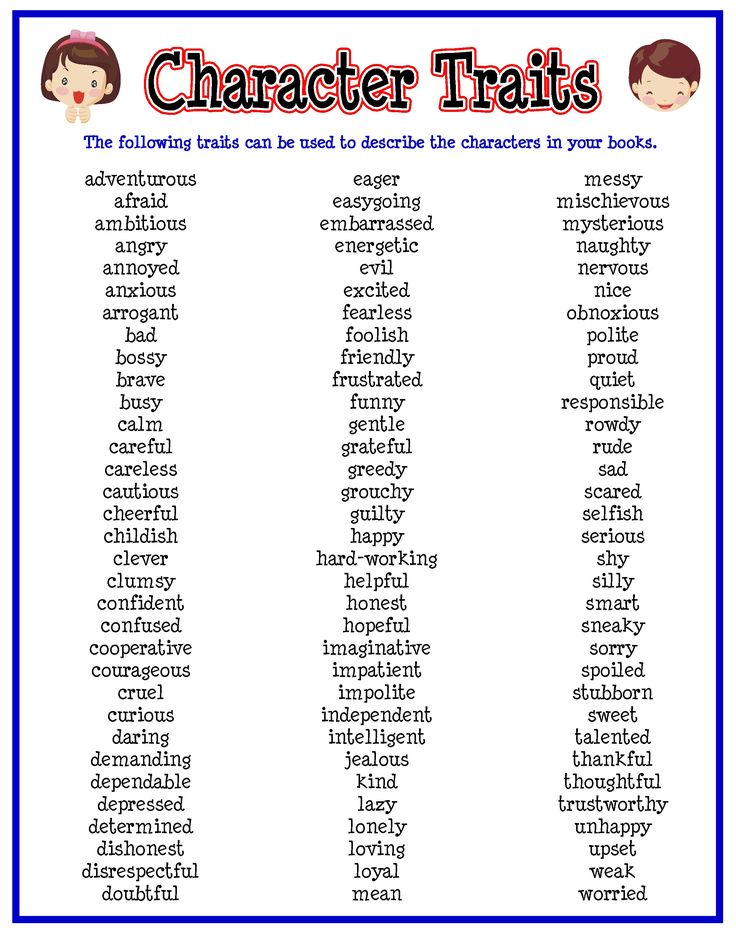 Character Traits
The following traits can be used to describe the characters in your books.
adventurous
afraid
ambitious
angry
annoyed
anxious
arrogant
bad
bossy
brave
busy
calm
careful
careless
cautious
cheerful
childish
clever
clumsy
confident
confused
cooperative
courageous
cruel
curious
daring
demanding
dependable
depressed
determined
dishonest
disrespectful
doubtful
eager
easygoing
embarrassed
energetic
evil
excited
fearless
foolish
friendly
frustrated
funny
gentle
grateful
greedy
grouchy
guilty
happy
hard-working
helpful
honest
hopeful
imaginative
impatient
impolite
independent
intelligent
jealous
kind
lazy
lonely
loving
loyal
mean
messy
mischievous
mysterious
naughty
nervous
nice
obnoxious
polite
proud
quiet
responsible
rowdy
rude
sad
scared
selfish
serious
shy
silly
smart
sneaky
sorry
spoiled
stubborn
sweet
talented
thankful
thoughtful
trustworthy
unhappy
upset
weak
worried